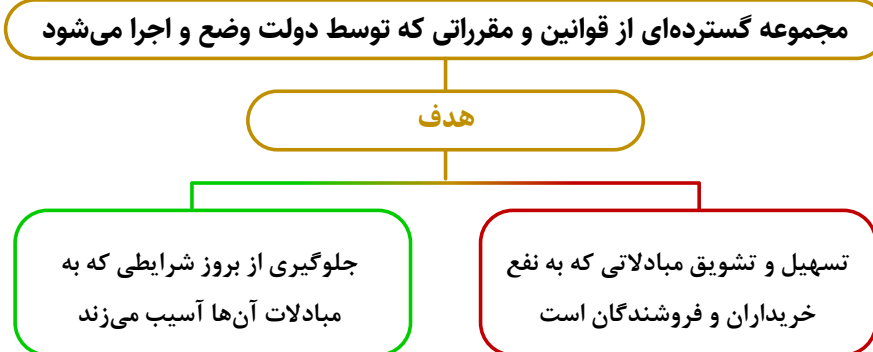 مجموعه گسترده‌ای از قوانین و مقرراتی که توسط دولت وضع و اجرا می‌شود
هدف
تسهیل و تشویق مبادلاتی که به نفع
خریداران و فروشندگان است
جلوگیری از بروز شرایطی که به
مبادلات آن‌ها آسیب می‌زند